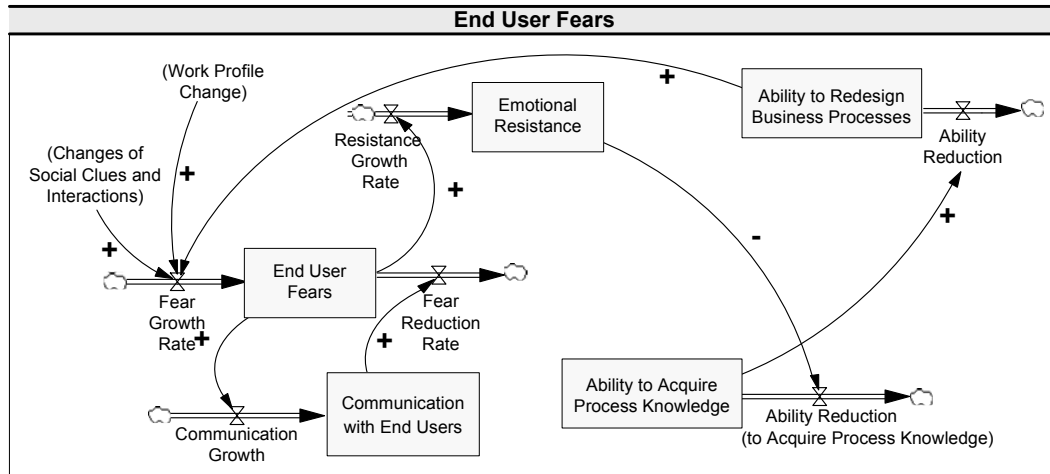 End User Fears
(Work Profile
Change)
+
(Changes of
Social Clues and
Interactions)
+
+
Resistance
Growth
Rate
Emotional
Resistance
+
Ability to Redesign
Business Processes
Ability
Reduction
+
-
End User
Fears
Fear
Growth
Rate
+
Fear
Reduction
Rate
+
Communication
Growth
Communication
with End Users
Ability to Acquire
Process Knowledge
Ability Reduction
(to Acquire Process Knowledge)